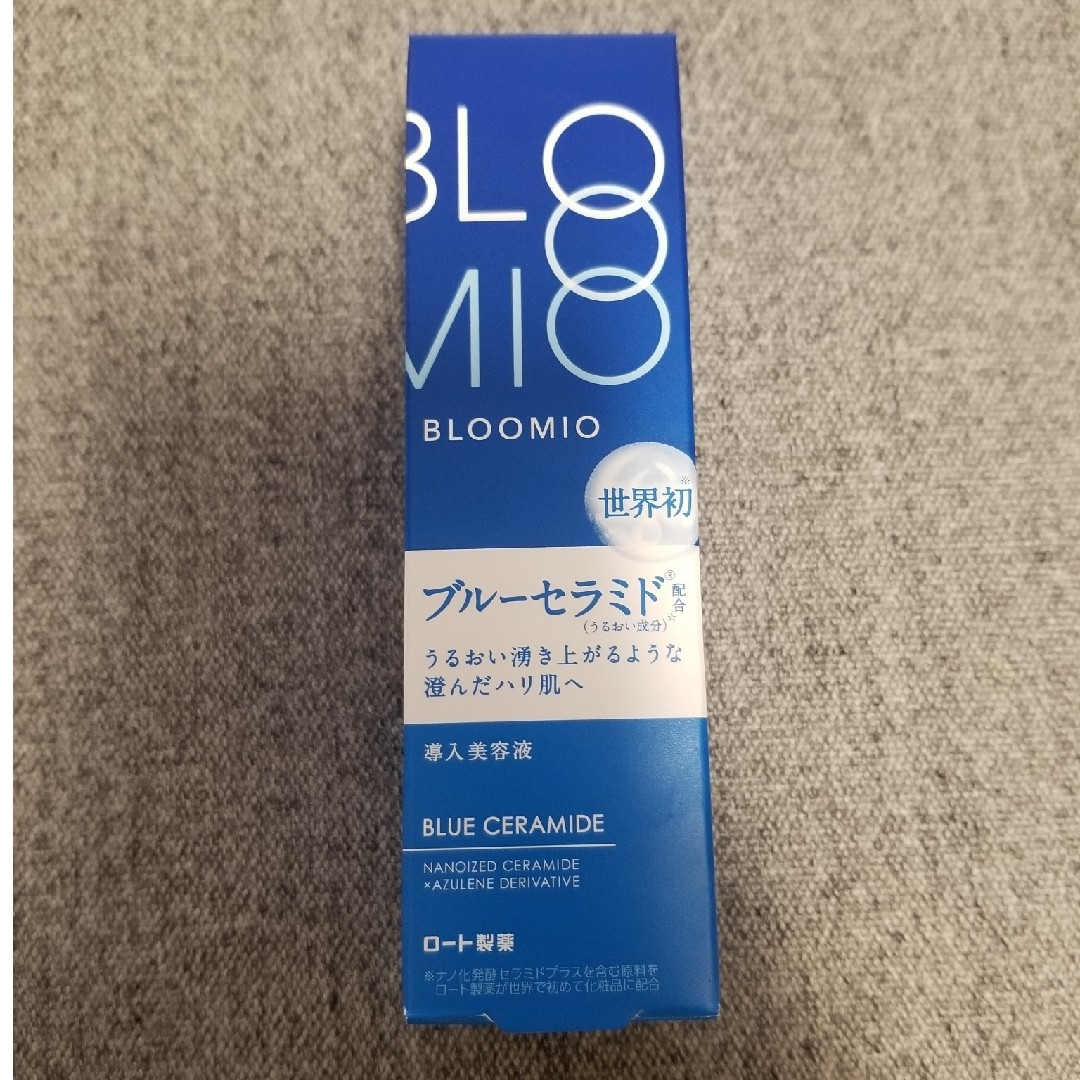 BLO
O
MIO
BLOOMIO
世界初※
ブルーセラミド®配合☆
(うるおい成分)
うるおい湧き上がるような
澄んだハリ肌へ
導入美容液
BLUE CERAMIDE
NANOIZED CERAMIDE
×AZULENE DERIVATIVE
ロート製薬
※ナノ化発酵セラミドプラスを含む原料を
ロート製薬が世界で初めて化粧品に配合